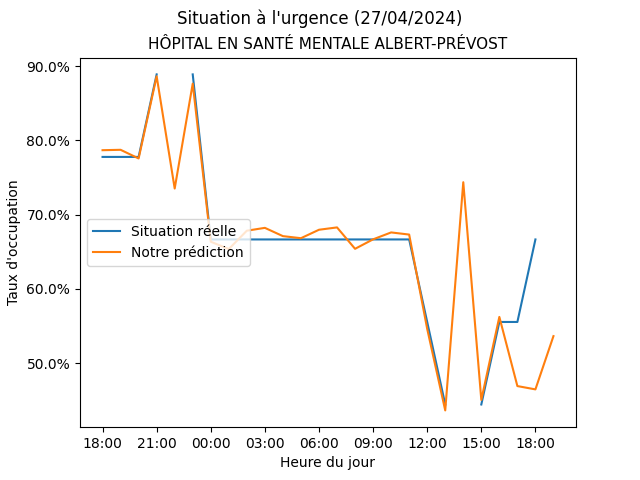 Situation à l'urgence (27/04/2024)
HÔPITAL EN SANTÉ MENTALE ALBERT-PRÉVOST
90.0%
80.0%
70.0%
60.0%
50.0%
Taux d'occupation
Situation réelle
Notre prédiction
18:00 21:00 00:00 03:00 06:00 09:00 12:00 15:00 18:00
Heure du jour